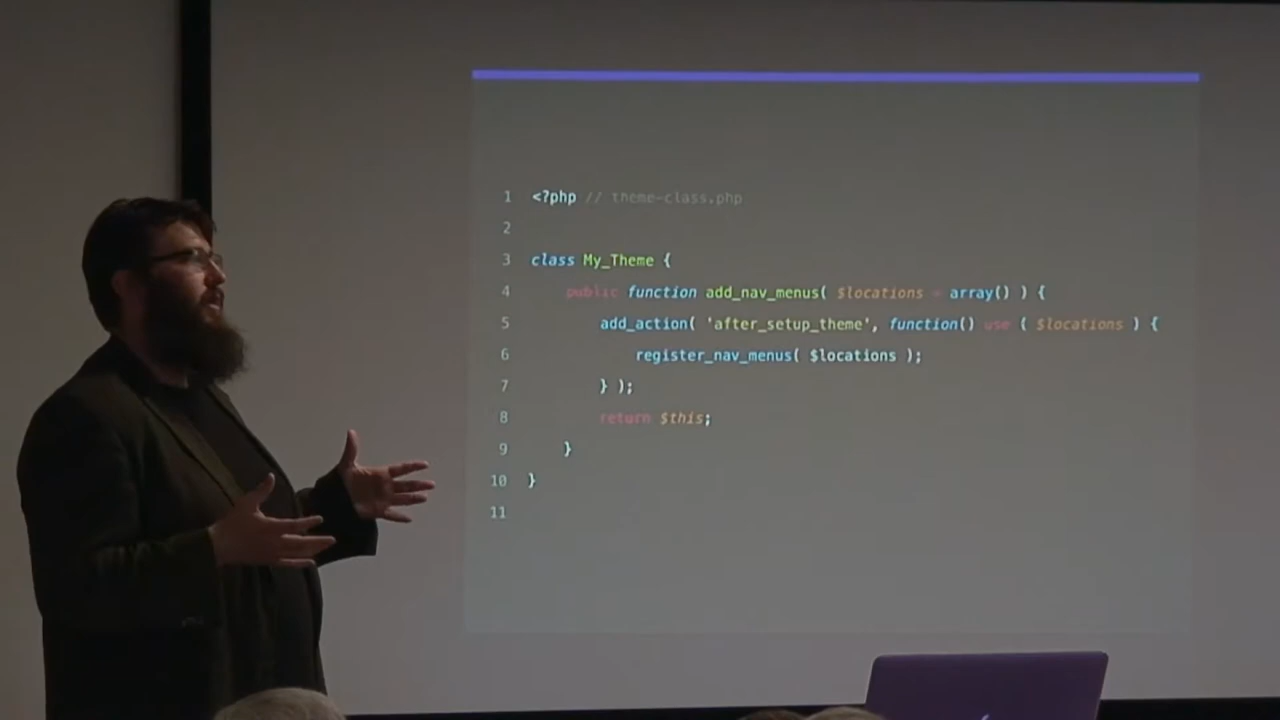 1 <?php // theme-class.php
2
3 class My_Theme {
4 public function add_nav_menus( $locations = array() ) {
5 add_action( 'after_setup_theme', function() use ( $locations ) {
6 register_nav_menus( $locations );
7 } );
8 return $this;
9 }
10 }
11